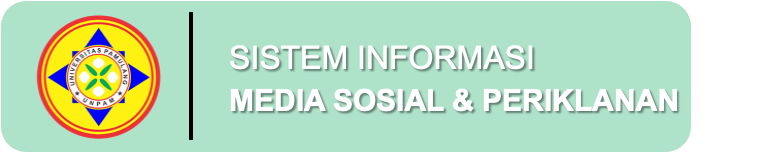 UNIVERSITAS PAMULANG
UNPAM
SISTEM INFORMASI
MEDIA SOSIAL & PERIKLANAN